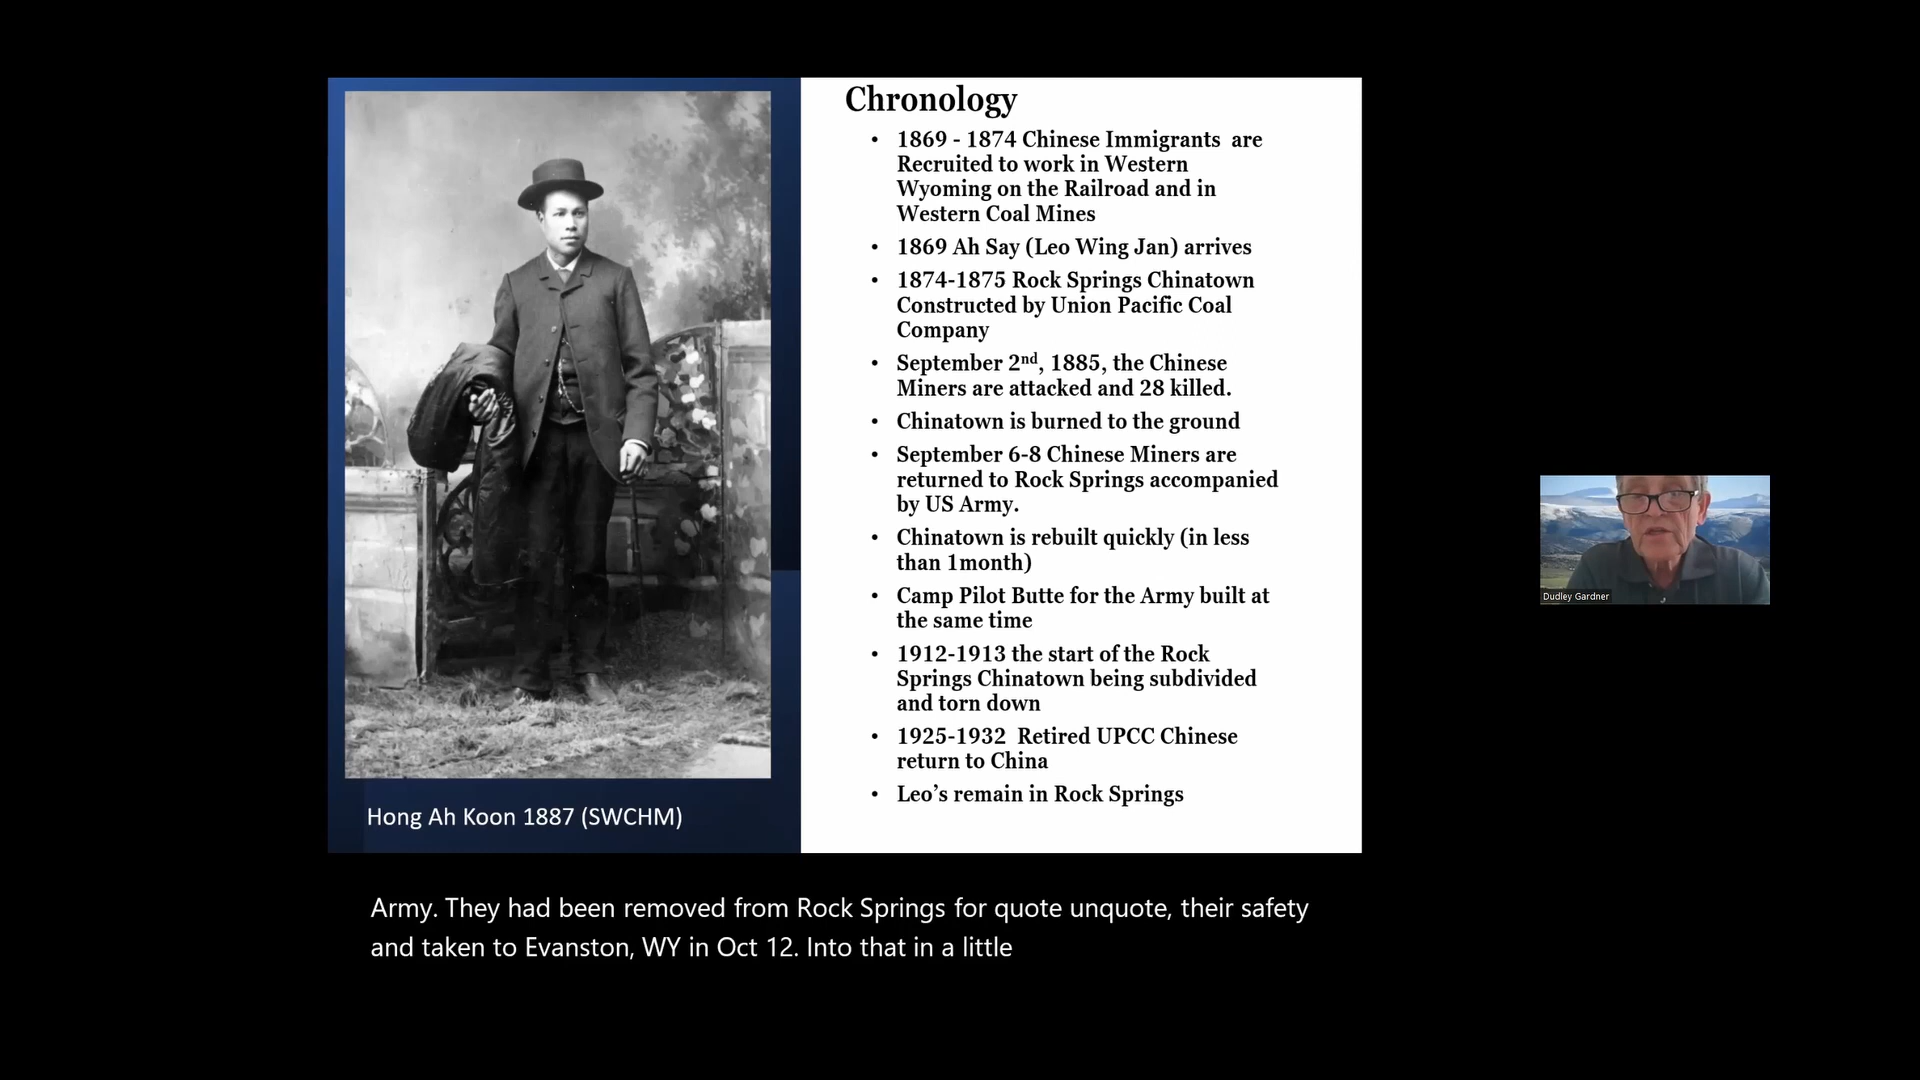 Chronology
• 1869 - 1874 Chinese Immigrants are
Recruited to work in Western
Wyoming on the Railroad and in
Western Coal Mines
• 1869 Ah Say (Leo Wing Jan) arrives
• 1874-1875 Rock Springs Chinatown
Constructed by Union Pacific Coal
Company
• September 2nd, 1885, the Chinese
Miners are attacked and 28 killed.
• Chinatown is burned to the ground
• September 6-8 Chinese Miners are
returned to Rock Springs accompanied
by US Army.
• Chinatown is rebuilt quickly (in less
than 1month)
• Camp Pilot Butte for the Army built at
the same time
• 1912-1913 the start of the Rock
Springs Chinatown being subdivided
and torn down
• 1925-1932 Retired UPCC Chinese
return to China
• Leo’s remain in Rock Springs
Hong Ah Koon 1887 (SWCHM)
Dudley Gardner
Army. They had been removed from Rock Springs for quote unquote, their safety
and taken to Evanston, WY in Oct 12. Into that in a little